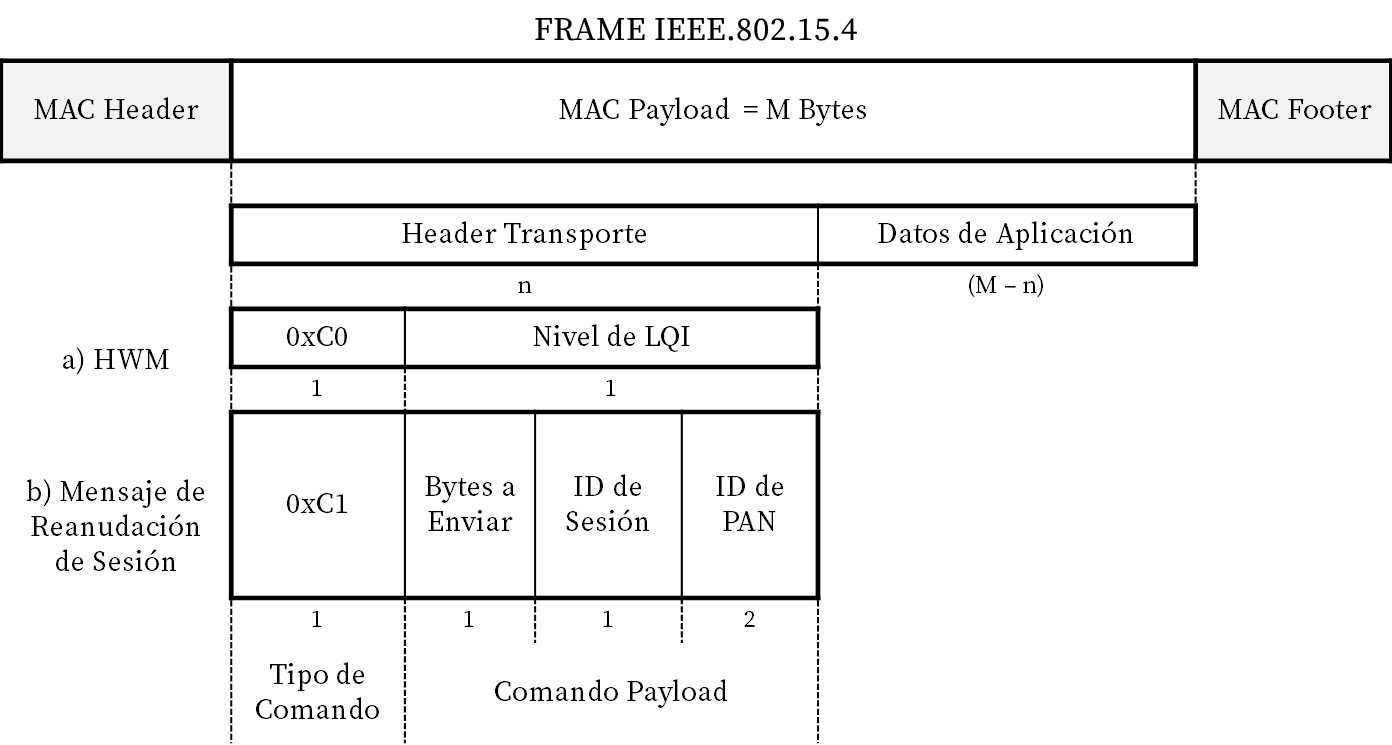 FRAME IEEE.802.15.4
MAC Header
MAC Payload = M Bytes
MAC Footer
Header Transporte
Datos de Aplicación
n
(M – n)
a) HWM
0xC0
Nivel de LQI
1
1
b) Mensaje de
Reanudación
de Sesión
0xC1
Bytes a
Enviar
ID de
Sesión
ID de
PAN
1
1
1
2
Tipo de
Comando
Comando Payload